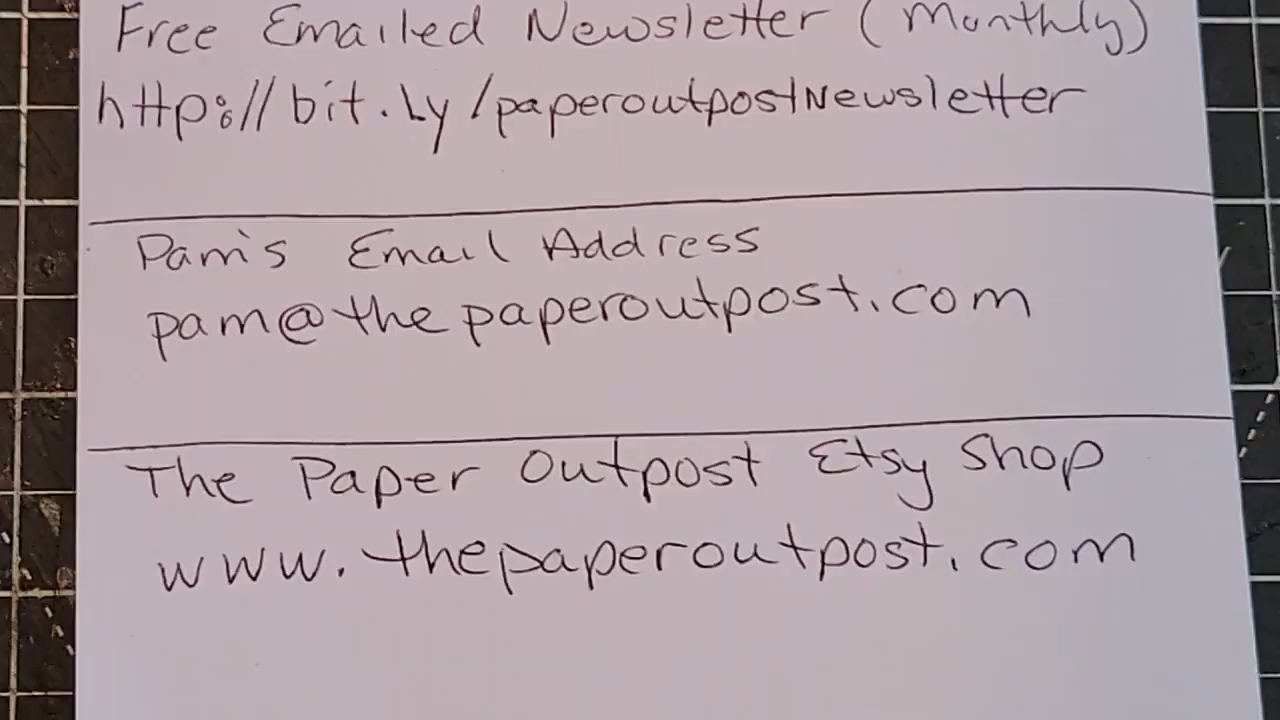 Free Emailed Newsletter (Monthly)
http://bit.ly/paperoutpostNewsletter
Pam's Email Address
pam@thepaperoutpost.com
The Paper Outpost Etsy Shop
www.thepaperoutpost.com